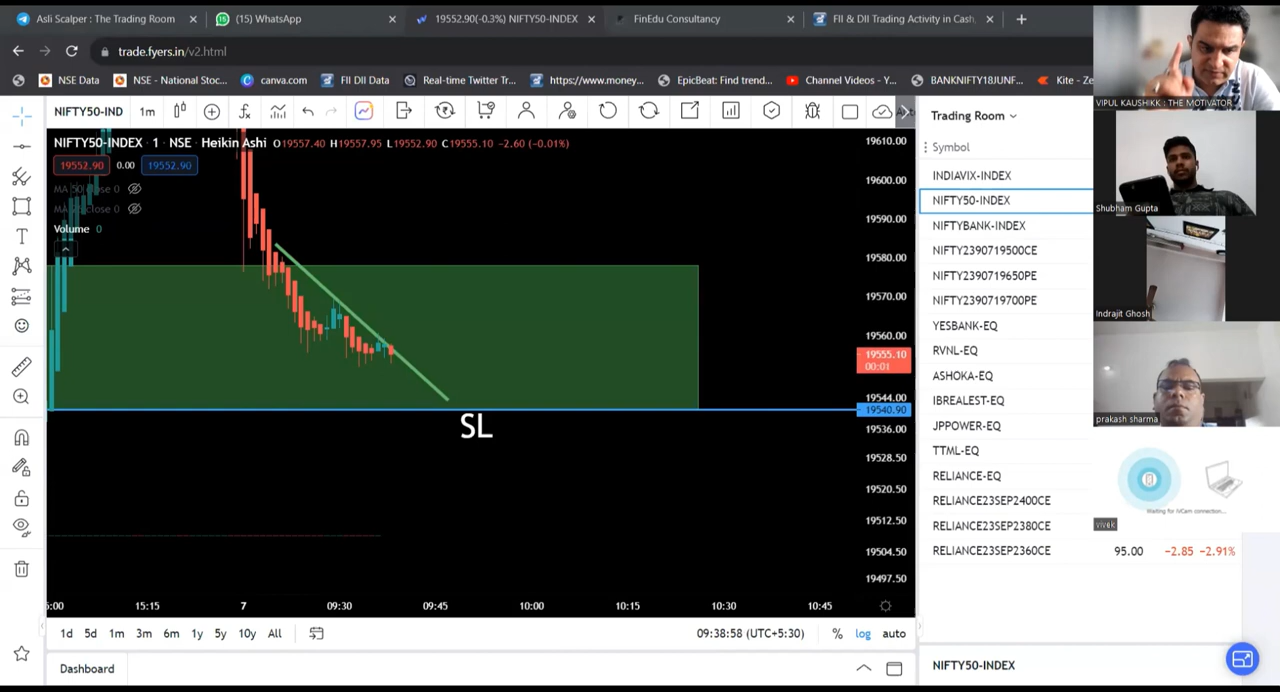 Asli Scalper : The Trading Room
(15) WhatsApp
19552.90(-0.3%) NIFTY50-INDEX
FinEdu Consultancy
FII & DII Trading Activity in Cash,
trade.fyers.in/v2.html
NSE Data
NSE - National Stoc...
canva.com
FII DII Data
Real-time Twitter Tr...
https://www.money...
EpicBeat: Find trend...
Channel Videos - Y...
BANKNIFTY18JUNF...
Kite - Ze
NIFTY50-IND
1m
NIFTY50-INDEX · 1 · NSE · Heikin Ashi O19557.40 H19557.95 L19552.90 C19555.10 -2.60 (-0.01%)
19552.90 0.00 19552.90
MA 50 close 0
close 0
Volume 0
SL
19610.00
19600.00
19590.00
19580.00
19570.00
19560.00
19555.10
00:01
19544.00
19540.90
19536.00
19528.50
19520.50
19512.50
19504.50
19497.50
15:15 7 09:30 09:45 10:00 10:15 10:30 10:45
1d 5d 1m 3m 6m 1y 5y 10y All
09:38:58 (UTC+5:30) % log auto
Dashboard
Trading Room
Symbol
INDIAVIX-INDEX
NIFTY50-INDEX
NIFTYBANK-INDEX
NIFTY2390719500CE
NIFTY2390719650PE
NIFTY2390719700PE
YESBANK-EQ
RVNL-EQ
ASHOKA-EQ
IBREALEST-EQ
JPPOWER-EQ
TTML-EQ
RELIANCE-EQ
RELIANCE23SEP2400CE
RELIANCE23SEP2380CE
RELIANCE23SEP2360CE 95.00 -2.85 -2.91%
NIFTY50-INDEX
VIPUL KAUSHIKK : THE MOTIVATOR
Shubham Gupta
Indrajit Ghosh
prakash sharma
Waiting for iVCam connection...
vivek